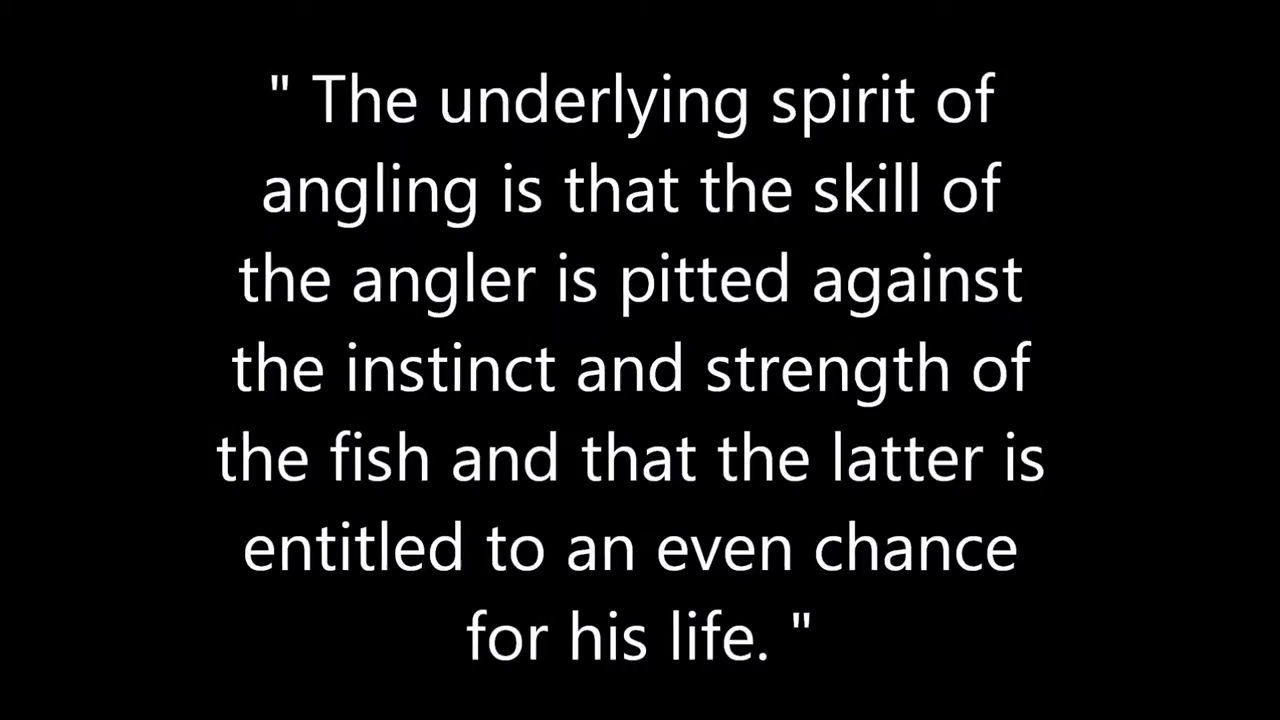 " The underlying spirit of
angling is that the skill of
the angler is pitted against
the instinct and strength of
the fish and that the latter is
entitled to an even chance
for his life. "